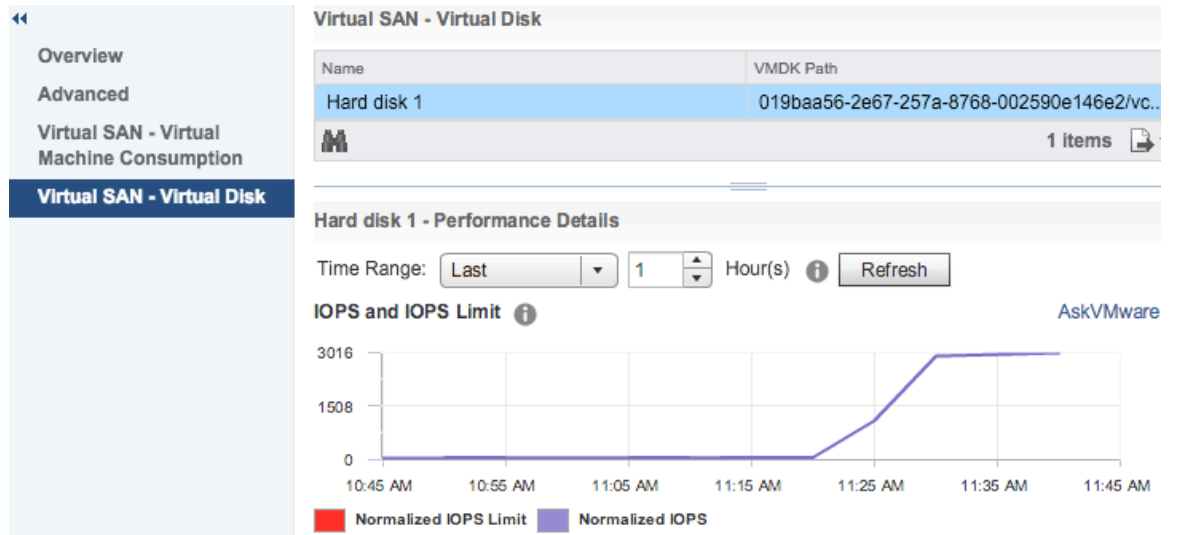 Overview
Advanced
Virtual SAN - Virtual
Machine Consumption
Virtual SAN - Virtual Disk
Virtual SAN - Virtual Disk
Name VMDK Path
Hard disk 1 019baa56-2e67-257a-8768-002590e146e2/vc..
1 items
Hard disk 1 - Performance Details
Time Range: Last 1 Hour(s) Refresh
IOPS and IOPS Limit AskVMware
3016
1508
0
10:45 AM 10:55 AM 11:05 AM 11:15 AM 11:25 AM 11:35 AM 11:45 AM
Normalized IOPS Limit Normalized IOPS